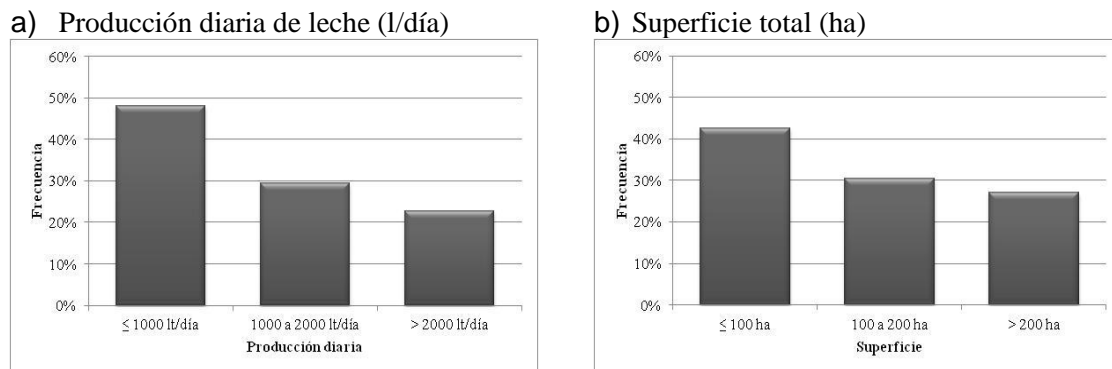 a) Producción diaria de leche (l/día)
60%
50%
40%
30%
20%
10%
0%
Frecuencia
≤ 1000 lt/día
1000 a 2000 lt/día
> 2000 lt/día
Producción diaria
b) Superficie total (ha)
60%
50%
40%
30%
20%
10%
0%
Frecuencia
≤ 100 ha
100 a 200 ha
> 200 ha
Superficie